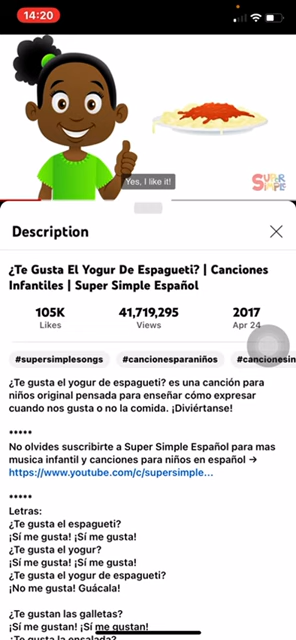 14:20
Yes, I like it!
SUPER
SIMPLE
Description
¿Te Gusta El Yogur De Espagueti? | Canciones
Infantiles | Super Simple Español
105K 41,719,295 2017
Likes Views Apr 24
#supersimplesongs #cancionesparaniños #cancionesin
¿Te gusta el yogur de espagueti? es una canción para
niños original pensada para enseñar cómo expresar
cuando nos gusta o no la comida. ¡Diviértanse!
*****
No olvides suscribirte a Super Simple Español para mas
musica infantil y canciones para niños en español →
https://www.youtube.com/c/supersimple...
*****
Letras:
¿Te gusta el espagueti?
¡Sí me gusta! ¡Sí me gusta!
¿Te gusta el yogur?
¡Sí me gusta! ¡Sí me gusta!
¿Te gusta el yogur de espagueti?
¡No me gusta! Guácala!
¿Te gustan las galletas?
¡Sí me gustan! ¡Sí me gustan!
¿Te gusta la ensalada?